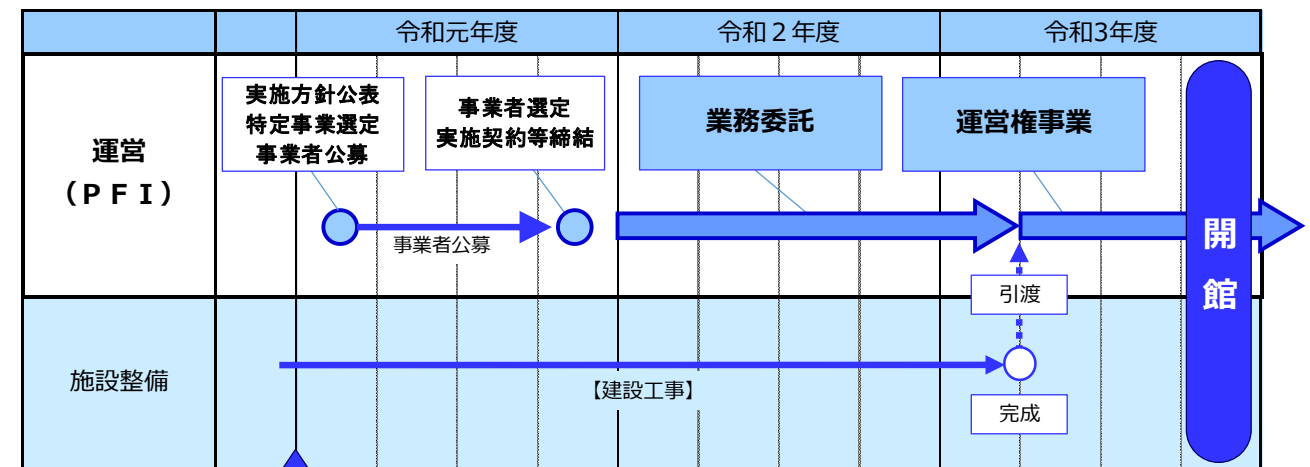 令和元年度
令和２年度
令和3年度
運営
（ＰＦＩ）
実施方針公表
特定事業選定
事業者公募
事業者選定
実施契約等締結
業務委託
運営権事業
事業者公募
引渡
開館
施設整備
【建設工事】
完成